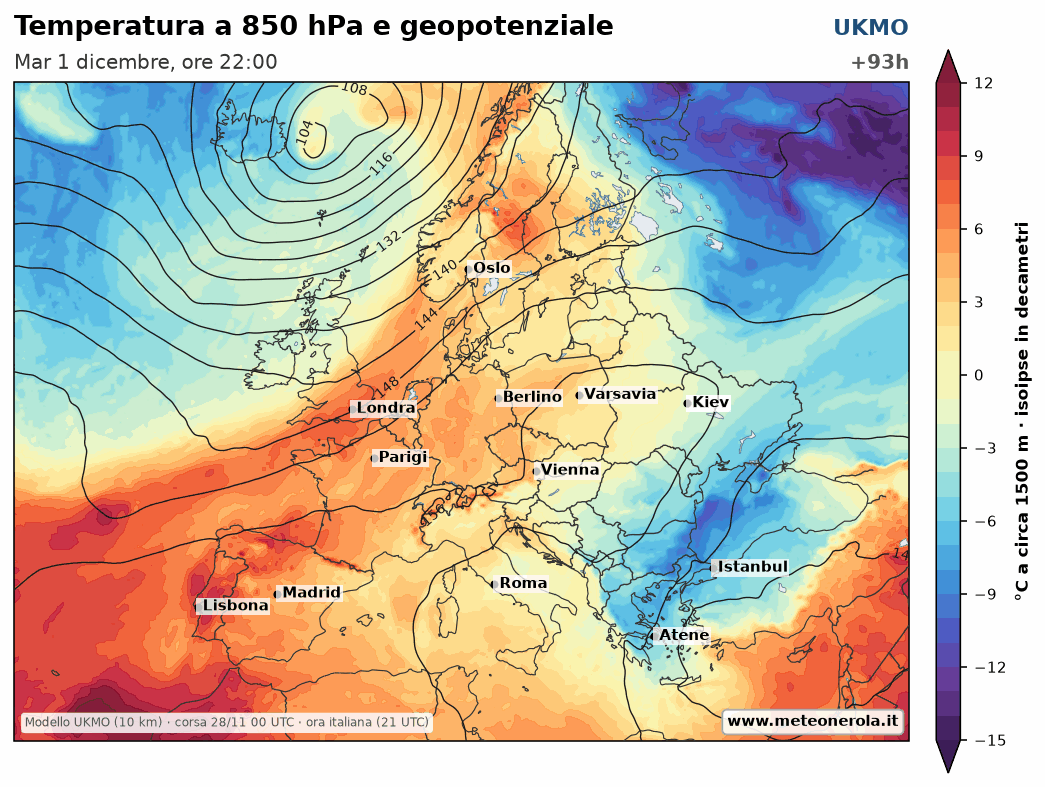 Temperatura a 850 hPa e geopotenziale
UKMO
Mar 1 dicembre, ore 22:00
+93h
108
104
116
132
140
144
148
156
14
Oslo
Berlino
Varsavia
Kiev
Londra
Parigi
Vienna
Istanbul
Roma
Madrid
Lisbona
Atene
Modello UKMO (10 km) · corsa 28/11 00 UTC · ora italiana (21 UTC)
www.meteonerola.it
12
9
6
3
0
−3
−6
−9
−12
−15
°C a circa 1500 m · isoipse in decametri